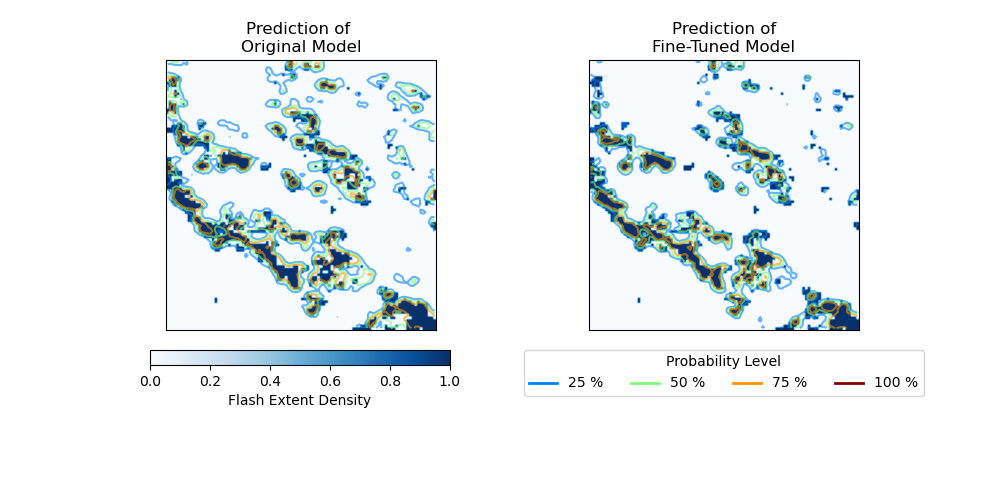 Prediction of
Original Model
Prediction of
Fine-Tuned Model
0.0 0.2 0.4 0.6 0.8 1.0
Flash Extent Density
Probability Level
25 % 50 % 75 % 100 %